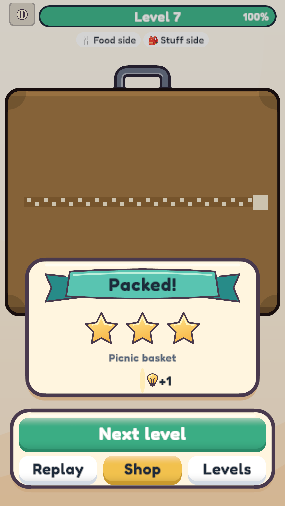 Level 7
100%
Food side
Stuff side
Packed!
Picnic basket
+1
Next level
Replay
Shop
Levels